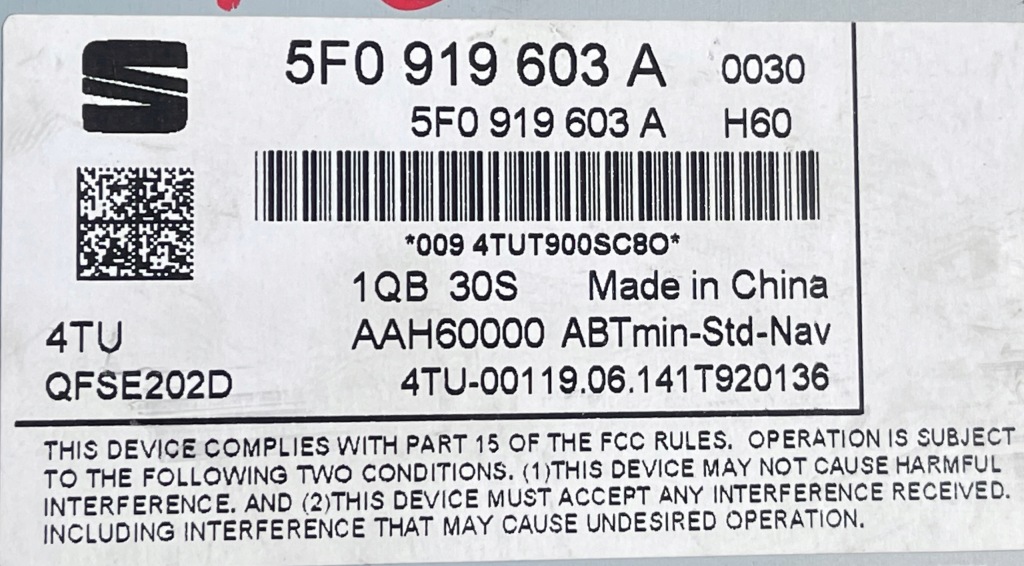 5F0 919 603 A 0030
5F0 919 603 A H60
*009 4TUT900SC8O*
1QB 30S Made in China
4TU AAH60000 ABTmin-Std-Nav
QFSE202D 4TU-00119.06.141T920136
THIS DEVICE COMPLIES WITH PART 15 OF THE FCC RULES. OPERATION IS SUBJECT
TO THE FOLLOWING TWO CONDITIONS. (1)THIS DEVICE MAY NOT CAUSE HARMFUL
INTERFERENCE. AND (2)THIS DEVICE MUST ACCEPT ANY INTERFERENCE RECEIVED.
INCLUDING INTERFERENCE THAT MAY CAUSE UNDESIRED OPERATION.